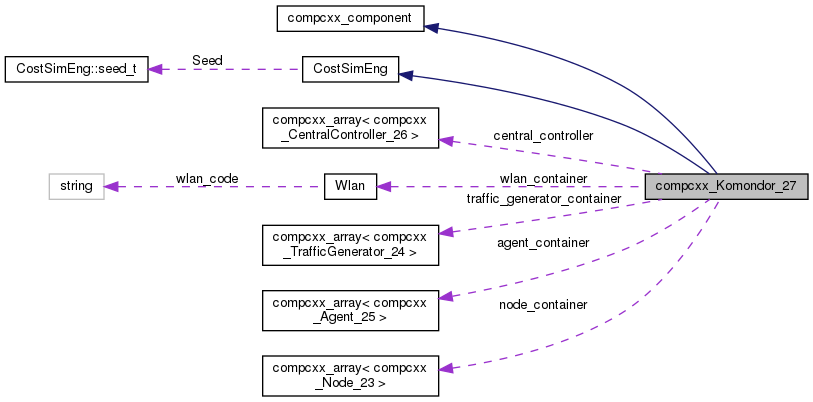 compcxx_component
CostSimEng::seed_t
Seed
CostSimEng
compcxx_array< compcxx
_CentralController_26 >
central_controller
string
wlan_code
Wlan
wlan_container
compcxx_Komondor_27
traffic_generator_container
compcxx_array< compcxx
_TrafficGenerator_24 >
agent_container
compcxx_array< compcxx
_Agent_25 >
node_container
compcxx_array< compcxx
_Node_23 >